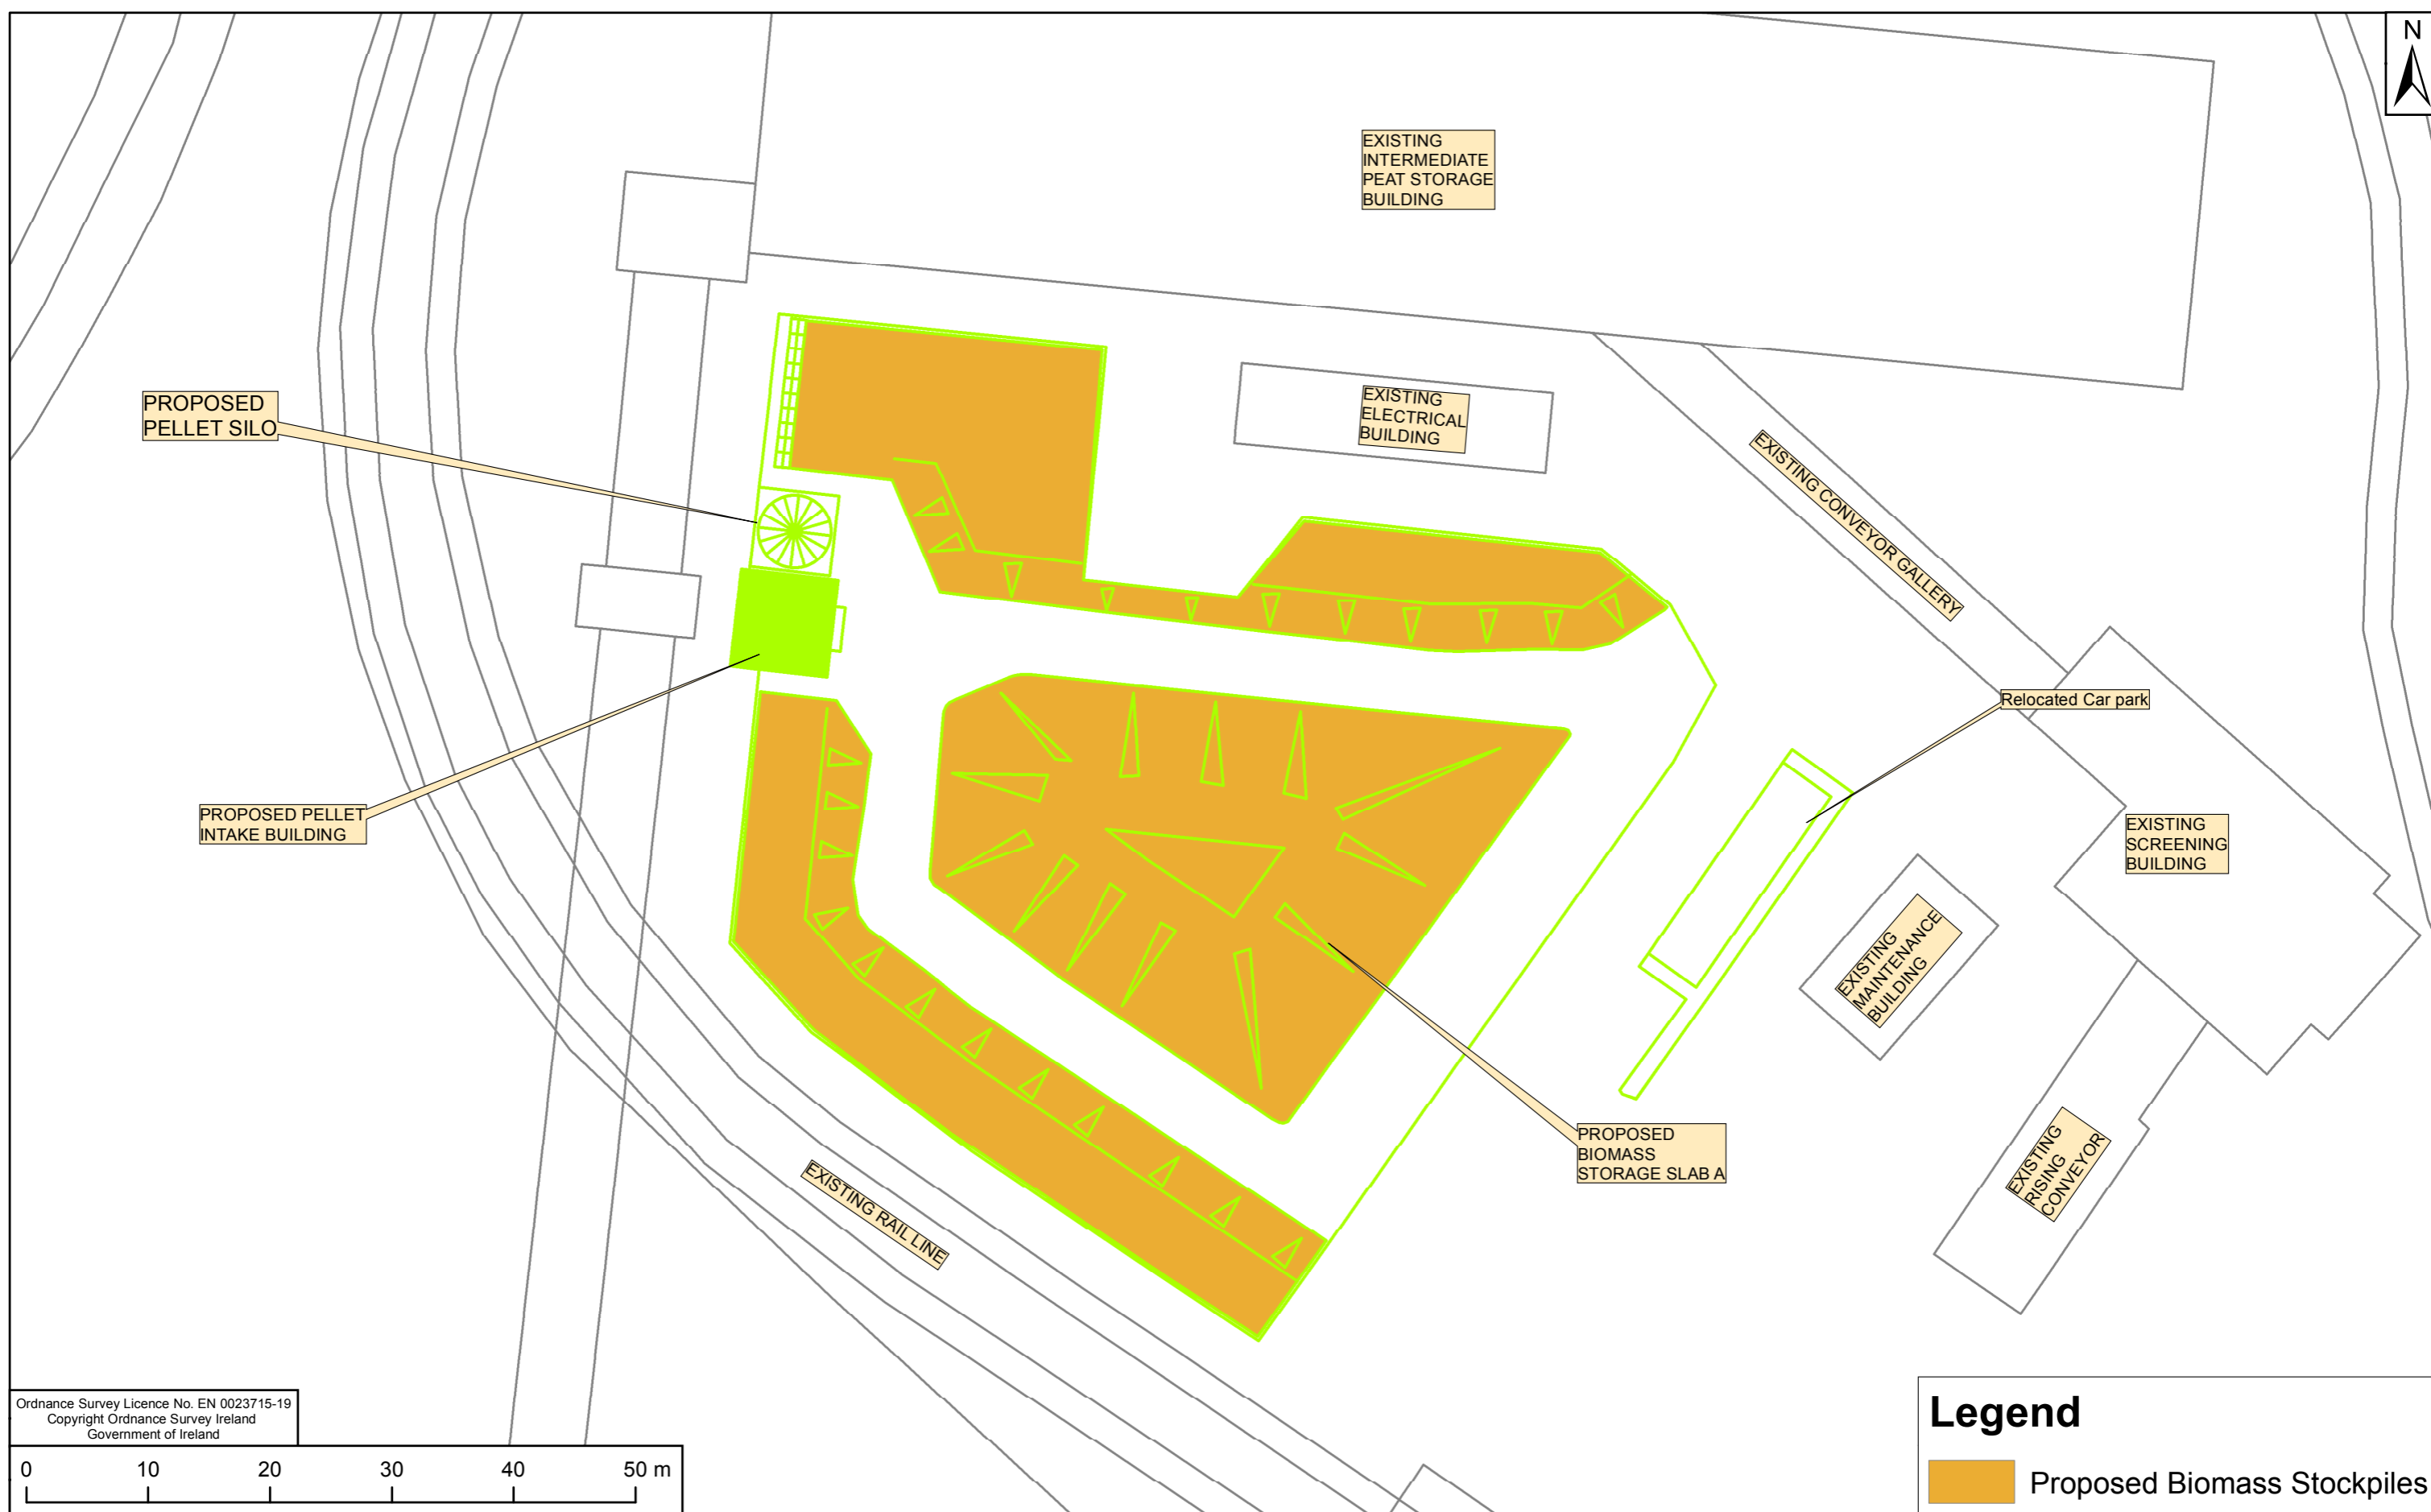 N
EXISTING
INTERMEDIATE
PEAT STORAGE
BUILDING
PROPOSED
PELLET SILO
EXISTING
ELECTRICAL
BUILDING
EXISTING CONVEYOR GALLERY
Relocated Car park
PROPOSED PELLET
INTAKE BUILDING
EXISTING
SCREENING
BUILDING
EXISTING
MAINTENANCE
BUILDING
PROPOSED
BIOMASS
STORAGE SLAB A
EXISTING
RISING
CONVEYOR
EXISTING RAIL LINE
Ordnance Survey Licence No. EN 0023715-19
Copyright Ordnance Survey Ireland
Government of Ireland
0 10 20 30 40 50 m
Legend
Proposed Biomass Stockpiles